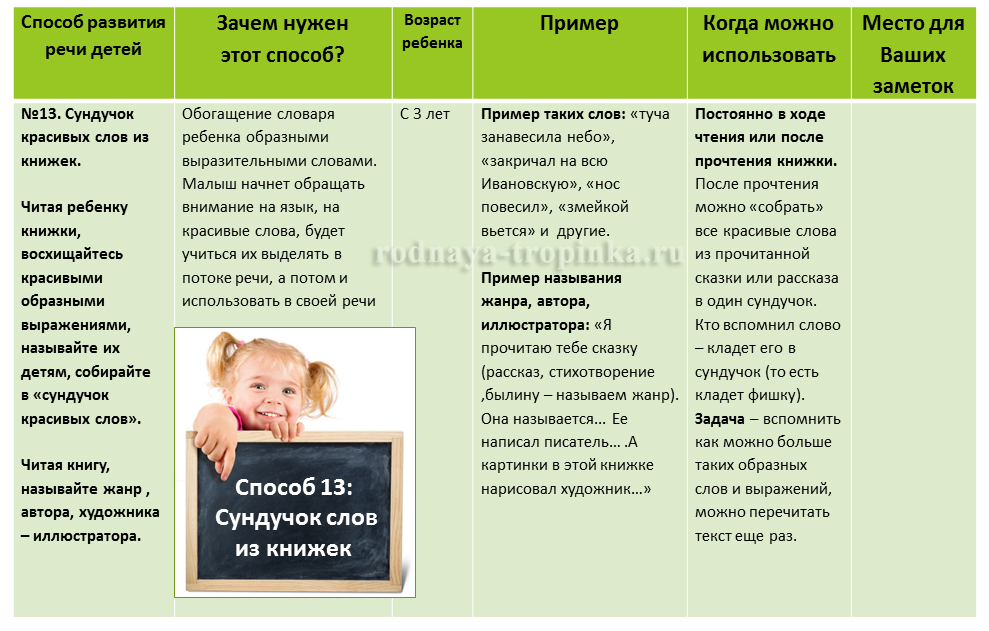 Способ развития
речи детей
Зачем нужен
этот способ?
Возраст
ребенка
Пример
Когда можно
использовать
Место для
Ваших
заметок
№13. Сундучок
красивых слов из
книжек.
Читая ребенку
книжки,
восхищайтесь
красивыми
образными
выражениями,
называйте их
детям, собирайте
в «сундучок
красивых слов».
Читая книгу,
называйте жанр ,
автора, художника
– иллюстратора.
Обогащение словаря
ребенка образными
выразительными словами.
Малыш начнет обращать
внимание на язык, на
красивые слова, будет
учиться их выделять в
потоке речи, а потом и
использовать в своей речи
Способ 13:
Сундучок слов
из книжек
С 3 лет
Пример таких слов: «туча
занавесила небо»,
«закричал на всю
Ивановскую», «нос
повесил», «змейкой
вьется» и другие.
Пример называния
жанра, автора,
иллюстратора: «Я
прочитаю тебе сказку
(рассказ, стихотворение
,былину – называем жанр).
Она называется... Ее
написал писатель... .А
картинки в этой книжке
нарисовал художник…»
Постоянно в ходе
чтения или после
прочтения книжки.
После прочтения
можно «собрать»
все красивые слова
из прочитанной
сказки или рассказа
в один сундучок.
Кто вспомнил слово
– кладет его в
сундучок (то есть
кладет фишку).
Задача – вспомнить
как можно больше
таких образных
слов и выражений,
можно перечитать
текст еще раз.
rodnaya-tropinka.ru